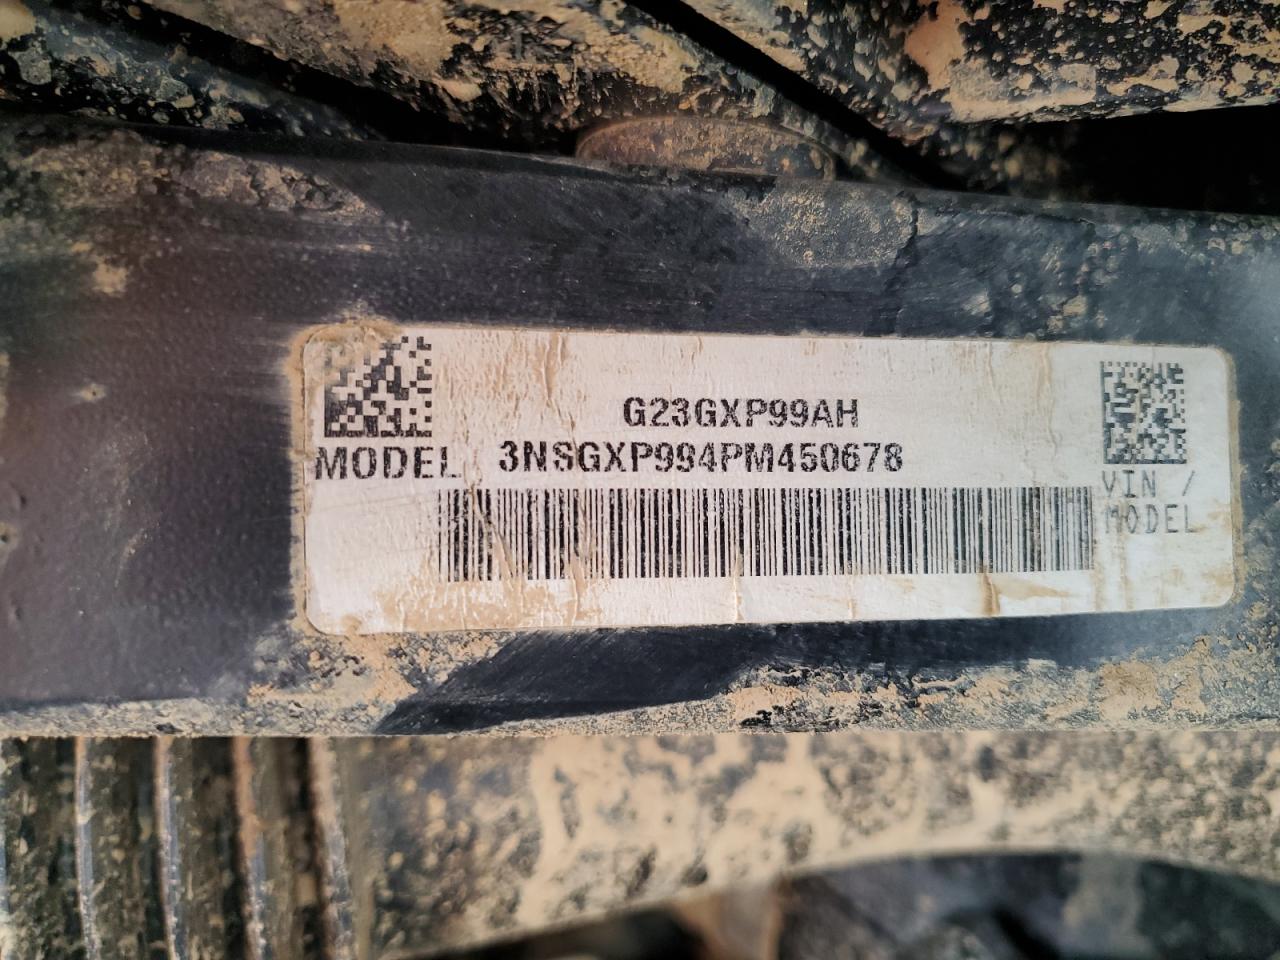 G23GXP99AH
MODEL 3NSGXP994PM450678
VIN /
MODEL